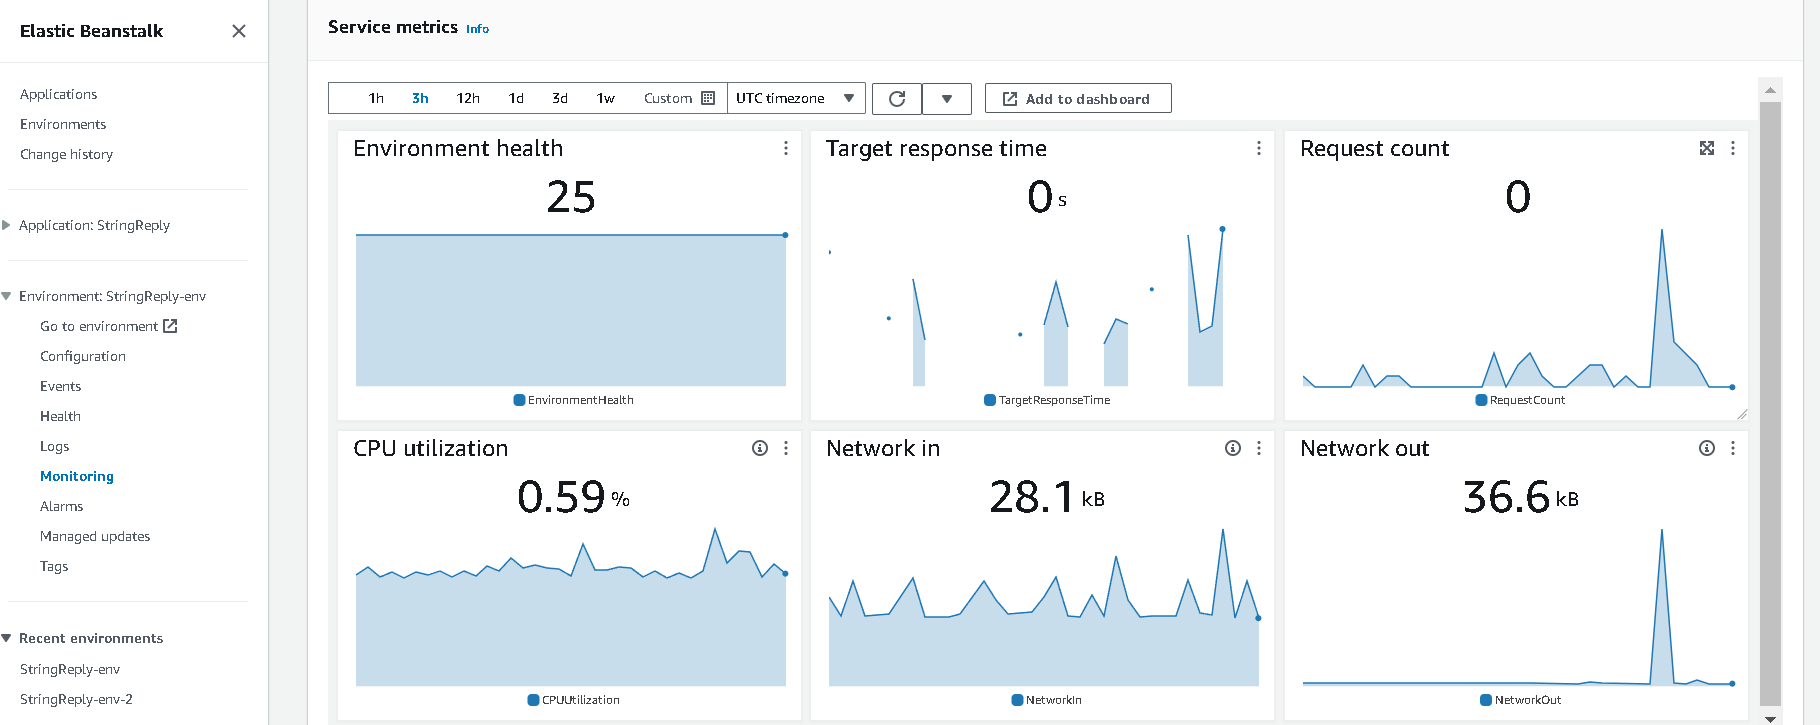 Elastic Beanstalk
Applications
Environments
Change history
Application: StringReply
Environment: StringReply-env
Go to environment
Configuration
Events
Health
Logs
Monitoring
Alarms
Managed updates
Tags
Recent environments
StringReply-env
StringReply-env-2
Service metrics Info
1h 3h 12h 1d 3d 1w Custom UTC timezone Add to dashboard
Environment health
25
EnvironmentHealth
Target response time
0 s
TargetResponseTime
Request count
0
RequestCount
CPU utilization
0.59 %
CPUUtilization
Network in
28.1 kB
NetworkIn
Network out
36.6 kB
NetworkOut